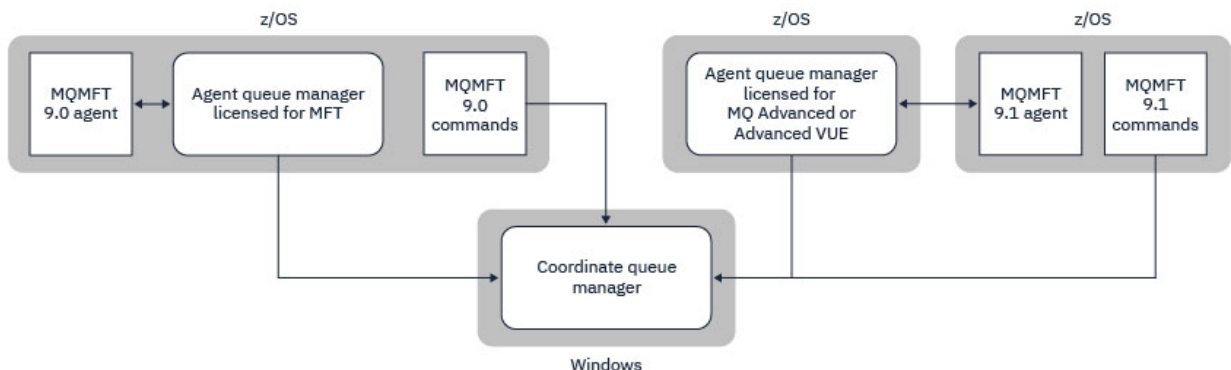 z/OS
z/OS
z/OS
MQMFT
9.0 agent
Agent queue manager
licensed for MFT
MQMFT
9.0
commands
Agent queue manager
licensed for
MQ Advanced or
Advanced VUE
MQMFT
9.1 agent
MQMFT
9.1
commands
Coordinate queue
manager
Windows